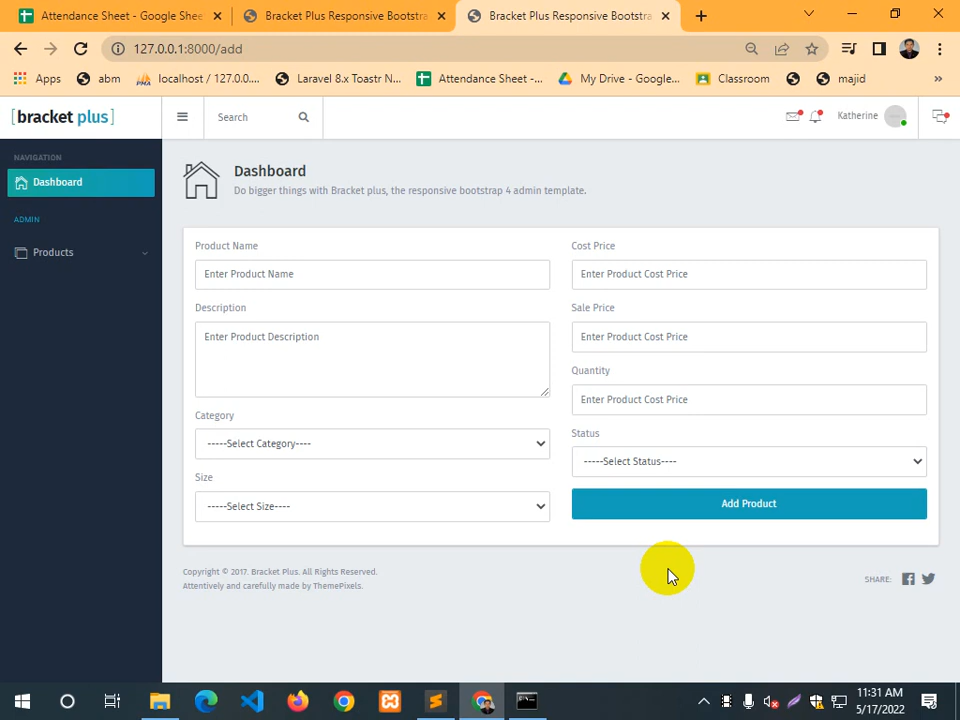 Attendance Sheet - Google Shee
Bracket Plus Responsive Bootstra
Bracket Plus Responsive Bootstra
127.0.0.1:8000/add
Apps
abm
localhost / 127.0.0....
Laravel 8.x Toastr N...
Attendance Sheet -...
My Drive - Google...
Classroom
majid
»
[bracket plus]
Search
Katherine
NAVIGATION
Dashboard
ADMIN
Products
Dashboard
Do bigger things with Bracket plus, the responsive bootstrap 4 admin template.
Product Name
Enter Product Name
Description
Enter Product Description
Category
-----Select Category----
Size
-----Select Size----
Cost Price
Enter Product Cost Price
Sale Price
Enter Product Cost Price
Quantity
Enter Product Cost Price
Status
-----Select Status----
Add Product
Copyright © 2017. Bracket Plus. All Rights Reserved.
Attentively and carefully made by ThemePixels.
SHARE:
11:31 AM
5/17/2022